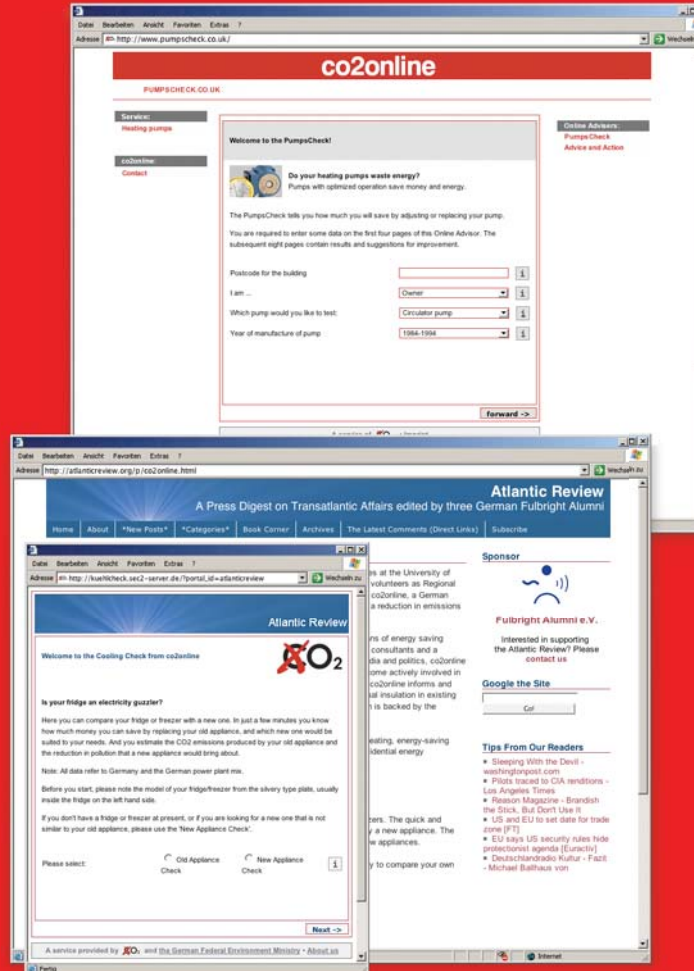 Datei Bearbeiten Ansicht Favoriten Extras ?
Adresse http://www.pumpscheck.co.uk/
Wechseln
co2online
PUMPSCHECK.CO.UK
Service:
Heating pumps
co2online:
Contact
Welcome to the PumpsCheck!
Do your heating pumps waste energy?
Pumps with optimized operation save money and energy.
The PumpsCheck tells you how much you will save by adjusting or replacing your pump.
You are required to enter some data on the first four pages of this Online Advisor. The
subsequent eight pages contain results and suggestions for improvement.
Postcode for the building
i
I am ...
Owner
i
Which pump would you like to test:
Circulator pump
i
Year of manufacture of pump
1984-1994
i
forward ->
Online Advisers:
PumpsCheck
Advice and Action
Datei Bearbeiten Ansicht Favoriten Extras ?
Adresse http://atlanticreview.org/p/co2online.html
Wechseln zu
Atlantic Review
A Press Digest on Transatlantic Affairs edited by three German Fulbright Alumni
Home About *New Posts* *Categories* Book Corner Archives The Latest Comments (Direct Links) Subscribe
es at the University of
volunteers as Regional
co2online, a German
a reduction in emissions
ns of energy saving
consultants and a
dia and politics, co2online
ome actively involved in
co2online informs and
al insulation in existing
is backed by the
eating, energy-saving
idential energy
zers. The quick and
y a new appliance. The
w appliances.
y to compare your own
Sponsor
Fulbright Alumni e.V.
Interested in supporting
the Atlantic Review? Please
contact us
Google the Site
Go!
Tips From Our Readers
Sleeping With the Devil -
washingtonpost.com
Pilots traced to CIA renditions -
Los Angeles Times
Reason Magazine - Brandish
the Stick, But Don't Use It
US and EU to set date for trade
zone [FT]
EU says US security rules hide
protectionist agenda [Euractiv]
Deutschlandradio Kultur - Fazit
- Michael Ballhaus von
Internet
Datei Bearbeiten Ansicht Favoriten Extras ?
Adresse http://kuehlcheck.sec2-server.de/?portal_id=atlanticreview
Wechseln zu
Atlantic Review
Welcome to the Cooling Check from co2online
CO2
Is your fridge an electricity guzzler?
Here you can compare your fridge or freezer with a new one. In just a few minutes you know
how much money you can save by replacing your old appliance, and which new one would be
suited to your needs. And you estimate the CO2 emissions produced by your old appliance and
the reduction in pollution that a new appliance would bring about.
Note: All data refer to Germany and the German power plant mix.
Before you start, please note the model of your fridge/freezer from the silvery type plate, usually
inside the fridge on the left hand side.
If you don't have a fridge or freezer at present, or if you are looking for a new one that is not
similar to your old appliance, please use the 'New Appliance Check'.
Please select:
Old Appliance
Check
New Appliance
Check
i
Next ->
A service provided by CO2 and the German Federal Environment Ministry • About us
Fertig